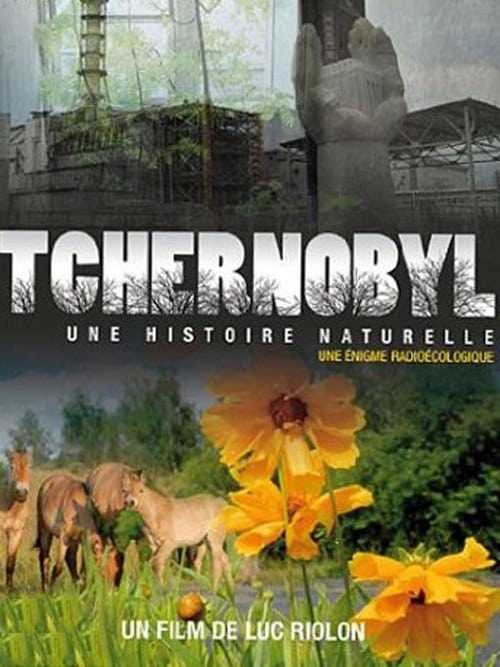 TCHERNOBYL
UNE HISTOIRE NATURELLE
UNE ÉNIGME RADIOÉCOLOGIQUE
UN FILM DE LUC RIOLON